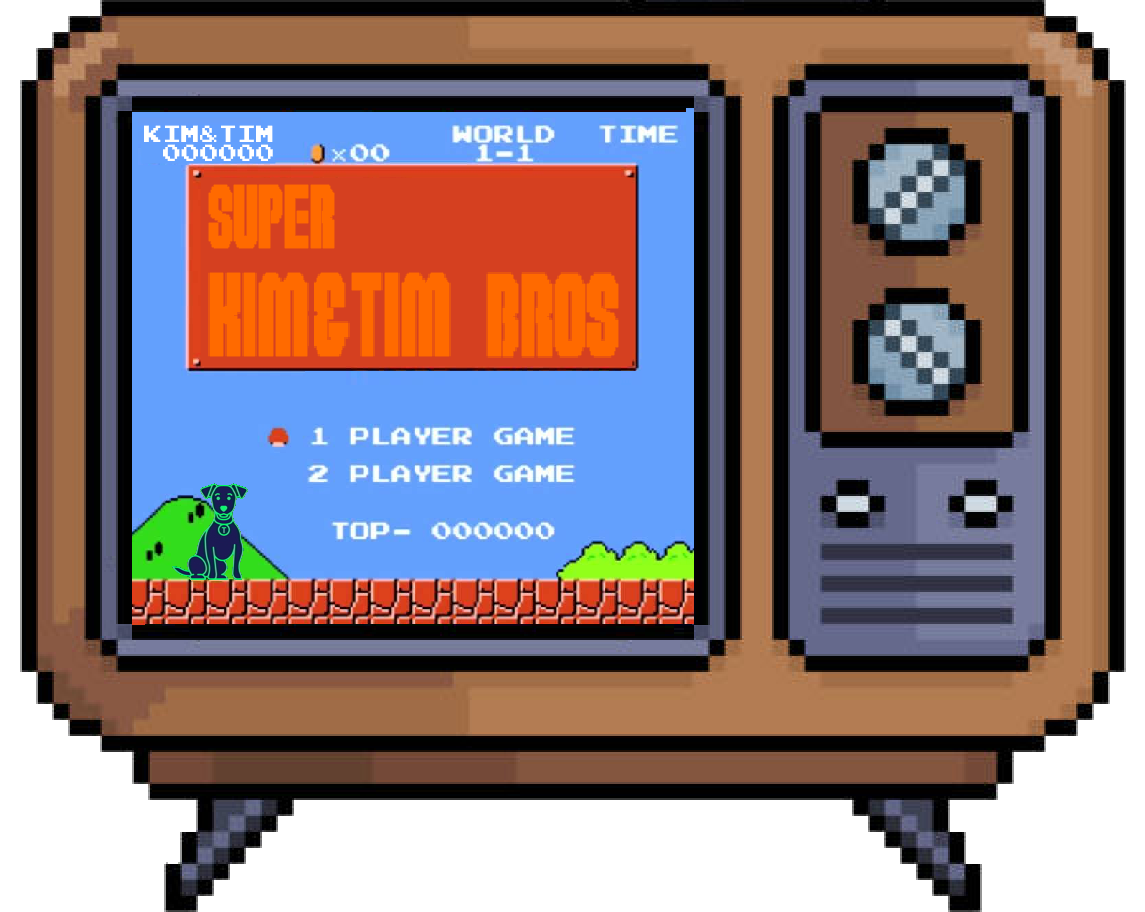 KIM&TIM WORLD TIME
000000 ×00 1-1
SUPER
KIM&TIM BROS
1 PLAYER GAME
2 PLAYER GAME
TOP- 000000